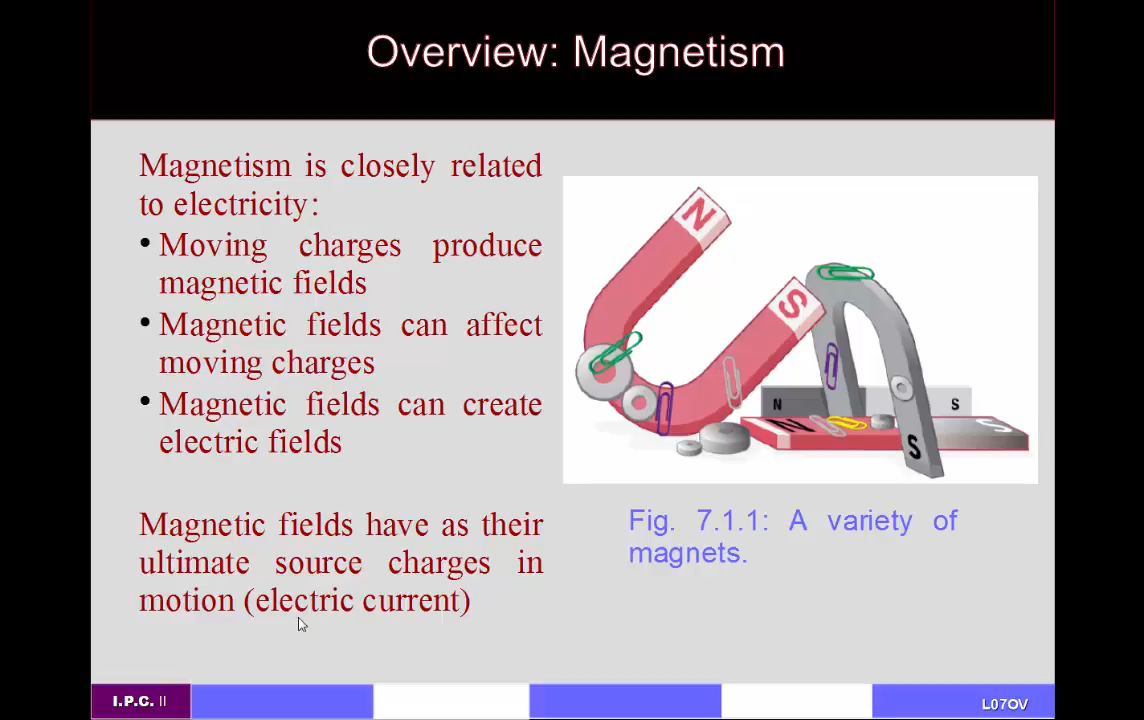 Overview: Magnetism
Magnetism is closely related
to electricity:
• Moving charges produce
magnetic fields
• Magnetic fields can affect
moving charges
• Magnetic fields can create
electric fields
Magnetic fields have as their
ultimate source charges in
motion (electric current)
N
S
N
S
N
S
S
Fig. 7.1.1: A variety of
magnets.
I.P.C. II
L07OV